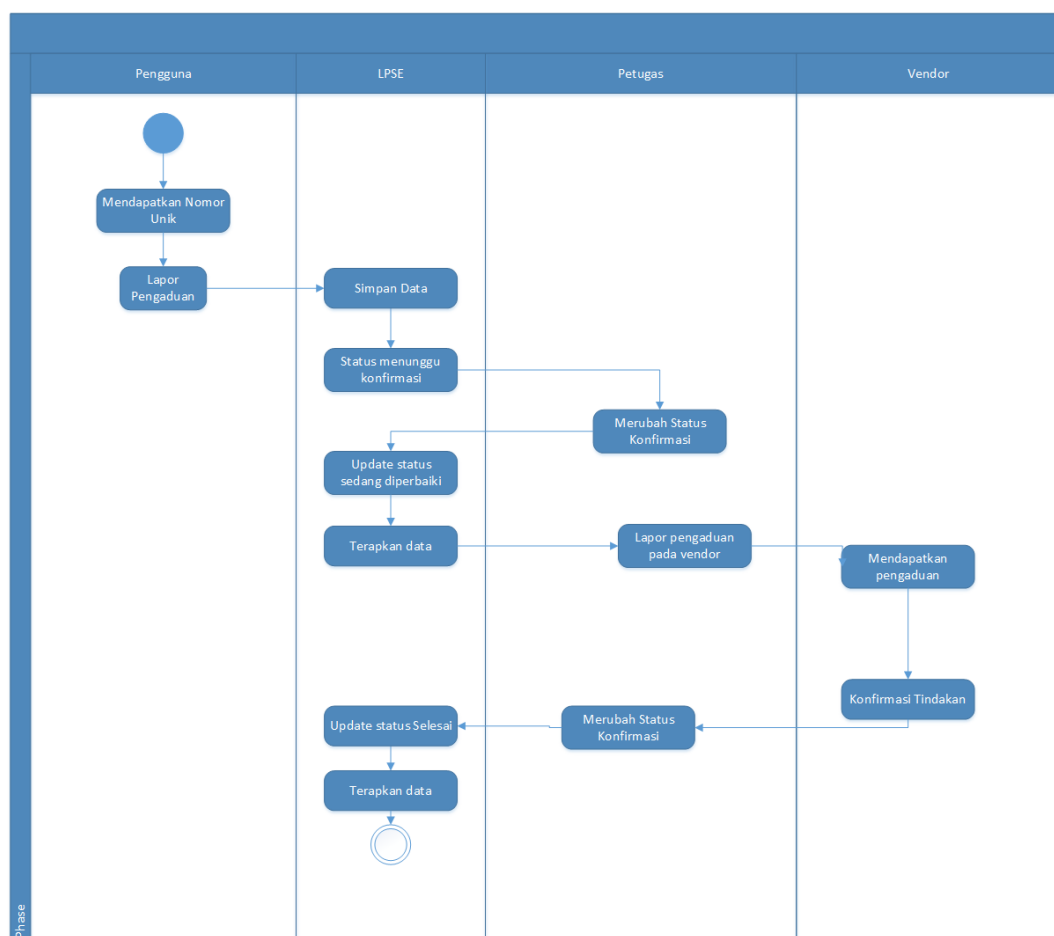 Pengguna
LPSE
Petugas
Vendor
Mendapatkan Nomor
Unik
Lapor
Pengaduan
Simpan Data
Status menunggu
konfirmasi
Merubah Status
Konfirmasi
Update status
sedang diperbaiki
Terapkan data
Lapor pengaduan
pada vendor
Mendapatkan
pengaduan
Konfirmasi Tindakan
Merubah Status
Konfirmasi
Update status Selesai
Terapkan data
Phase